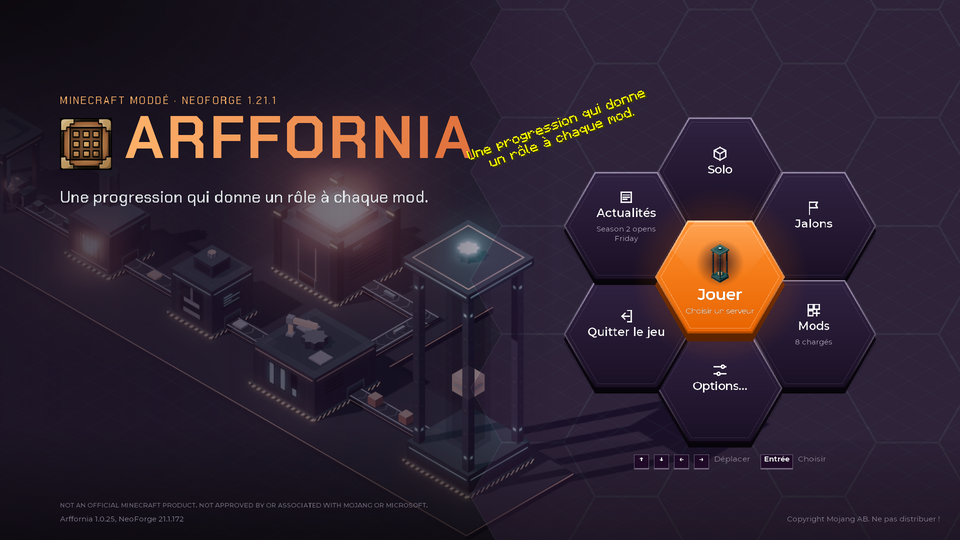 MINECRAFT MODDÉ · NEOFORGE 1.21.1
ARFFORNIA
Une progression qui donne un rôle à chaque mod.
Une progression qui donne
un rôle à chaque mod.
Solo
Actualités
Season 2 opens
Friday
Jalons
Jouer
Choisir un serveur
Quitter le jeu
Mods
8 chargés
Options...
Déplacer
Entrée
Choisir
NOT AN OFFICIAL MINECRAFT PRODUCT. NOT APPROVED BY OR ASSOCIATED WITH MOJANG OR MICROSOFT.
Arffornia 1.0.25, NeoForge 21.1.172
Copyright Mojang AB. Ne pas distribuer !